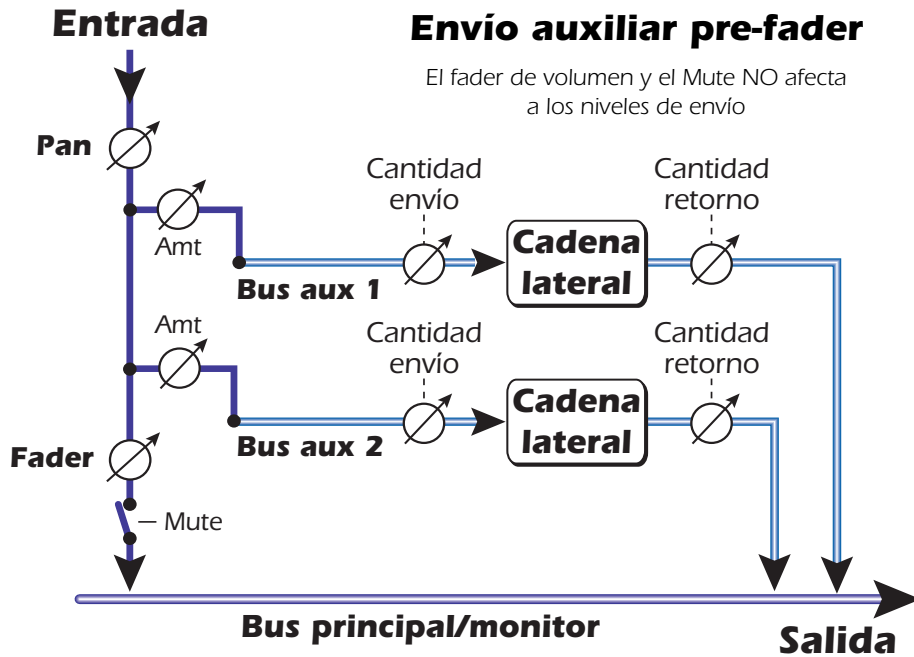 Entrada
Envío auxiliar pre-fader
El fader de volumen y el Mute NO afecta
a los niveles de envío
Pan
Amt
Cantidad
envío
Cantidad
retorno
Cadena
lateral
Bus aux 1
Amt
Cantidad
envío
Cantidad
retorno
Cadena
lateral
Bus aux 2
Fader
Mute
Bus principal/monitor
Salida